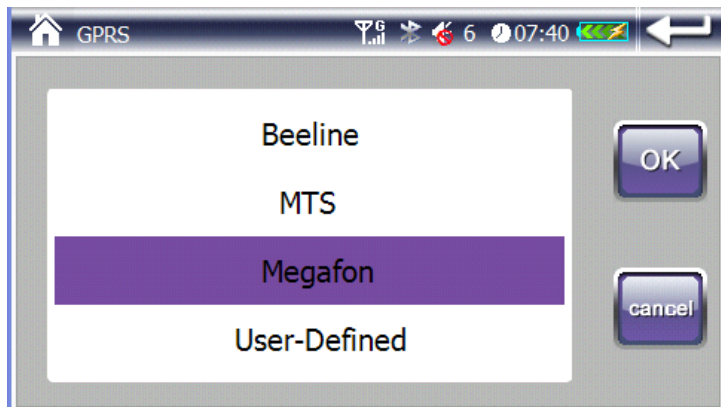 GPRS G 6 07:40
Beeline
OK
MTS
Megafon
cancel
User-Defined